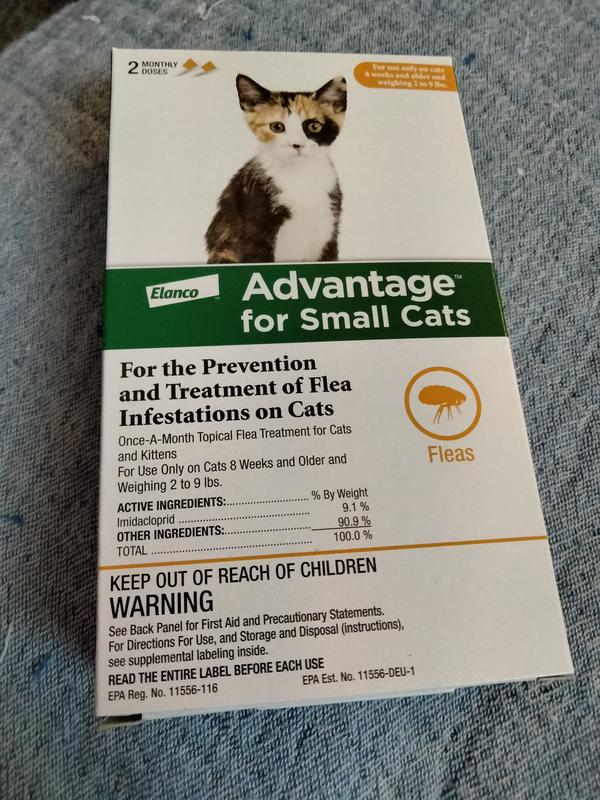 2 MONTHLY
DOSES
For use only on cats
8 weeks and older and
weighing 2 to 9 lbs.
Elanco™
Advantage™
for Small Cats
For the Prevention
and Treatment of Flea
Infestations on Cats
Once-A-Month Topical Flea Treatment for Cats
and Kittens
For Use Only on Cats 8 Weeks and Older and
Weighing 2 to 9 lbs.
Fleas
ACTIVE INGREDIENTS:........................ % By Weight
Imidacloprid ........................................ 9.1 %
OTHER INGREDIENTS:........................ 90.9 %
TOTAL .................................................. 100.0 %
KEEP OUT OF REACH OF CHILDREN
WARNING
See Back Panel for First Aid and Precautionary Statements.
For Directions For Use, and Storage and Disposal (instructions),
see supplemental labeling inside.
READ THE ENTIRE LABEL BEFORE EACH USE
EPA Reg. No. 11556-116 EPA Est. No. 11556-DEU-1